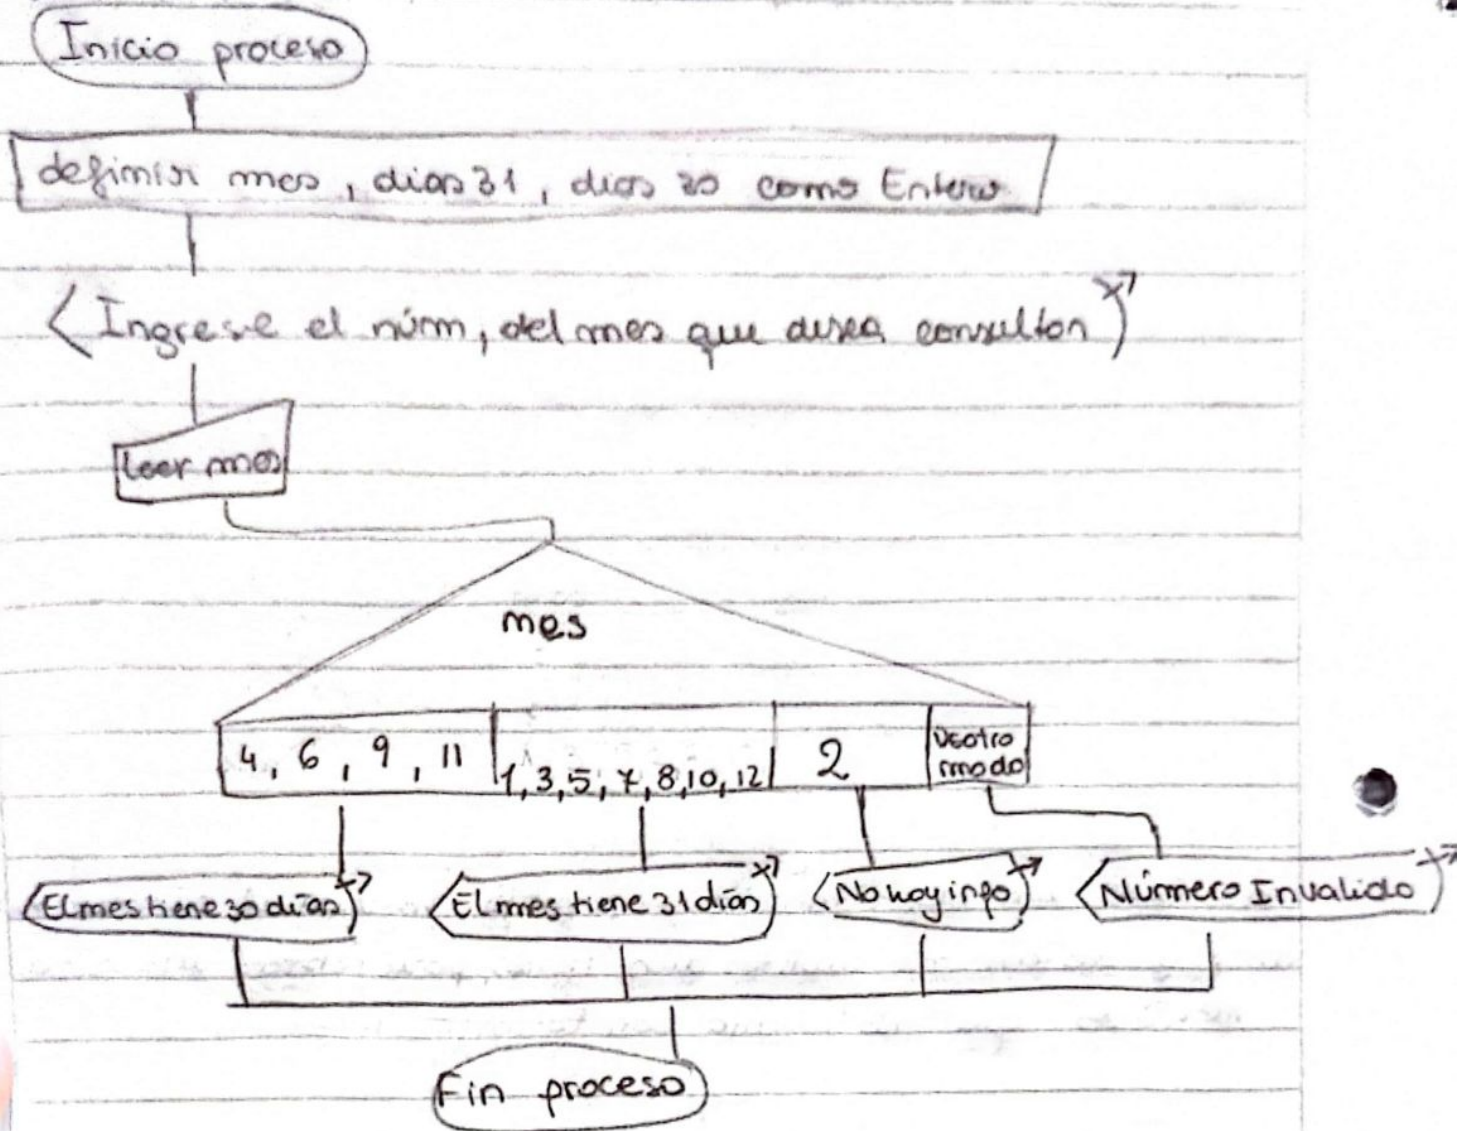 Inicio proceso
definir mes, dias 31, dias 30 como Entero
Ingrese el núm, del mes que desea consultar
Leer mes
mes
4, 6, 9, 11
1, 3, 5, 7, 8, 10, 12
2
De otro
modo
El mes tiene 30 días
El mes tiene 31 días
No hay info
Número Invalido
Fin proceso